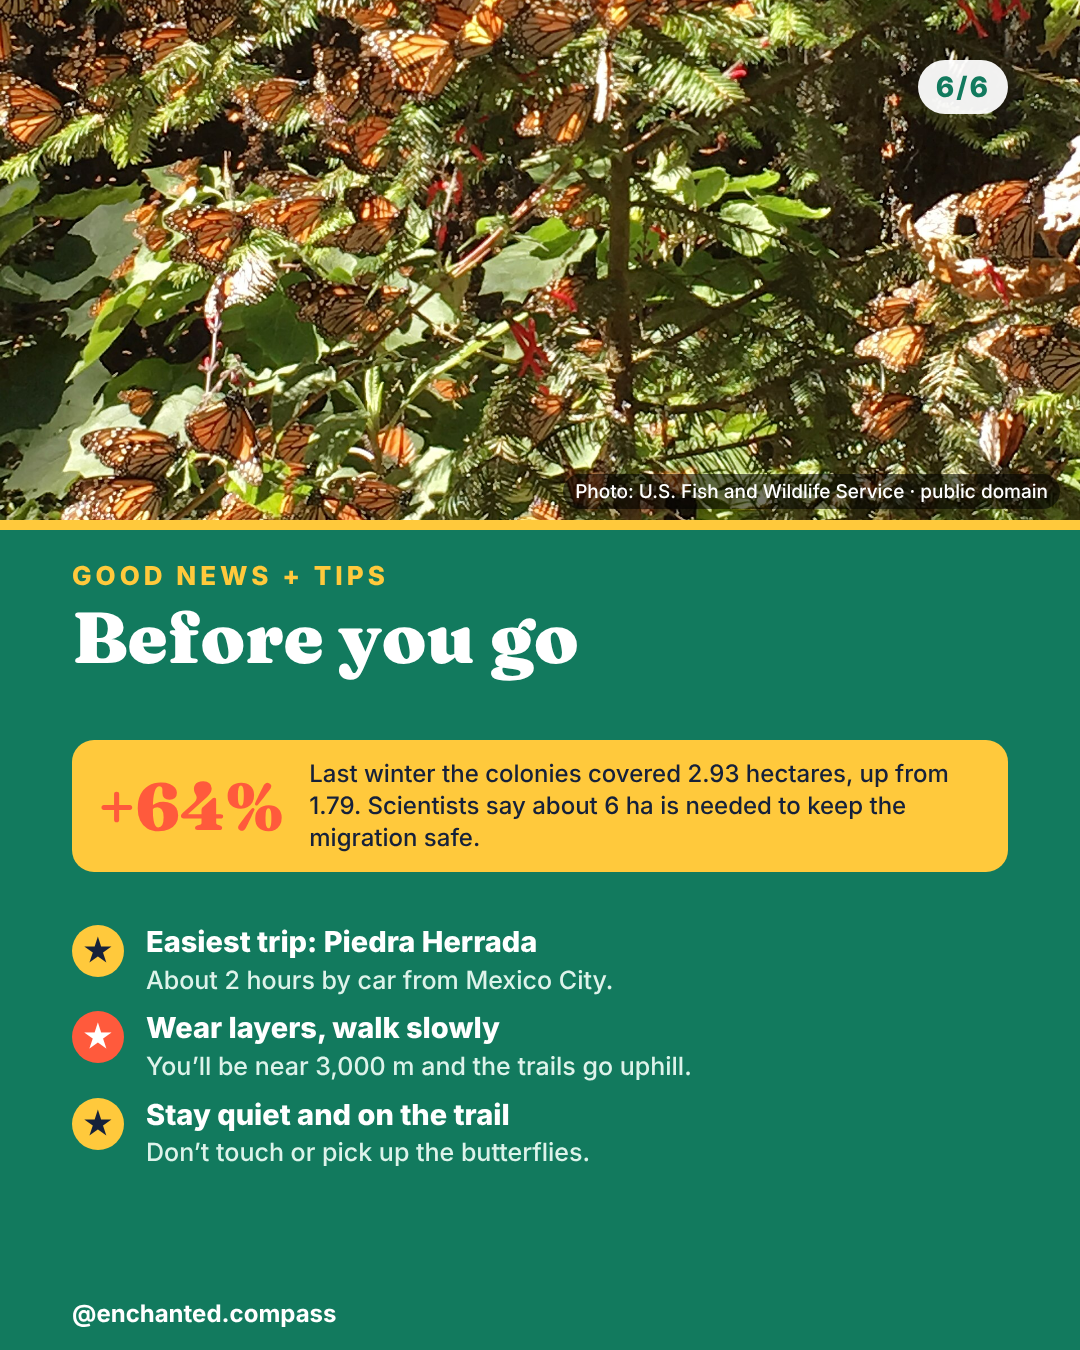 6/6
Photo: U.S. Fish and Wildlife Service · public domain
GOOD NEWS + TIPS
Before you go
+64%
Last winter the colonies covered 2.93 hectares, up from
1.79. Scientists say about 6 ha is needed to keep the
migration safe.
Easiest trip: Piedra Herrada
About 2 hours by car from Mexico City.
Wear layers, walk slowly
You’ll be near 3,000 m and the trails go uphill.
Stay quiet and on the trail
Don’t touch or pick up the butterflies.
@enchanted.compass